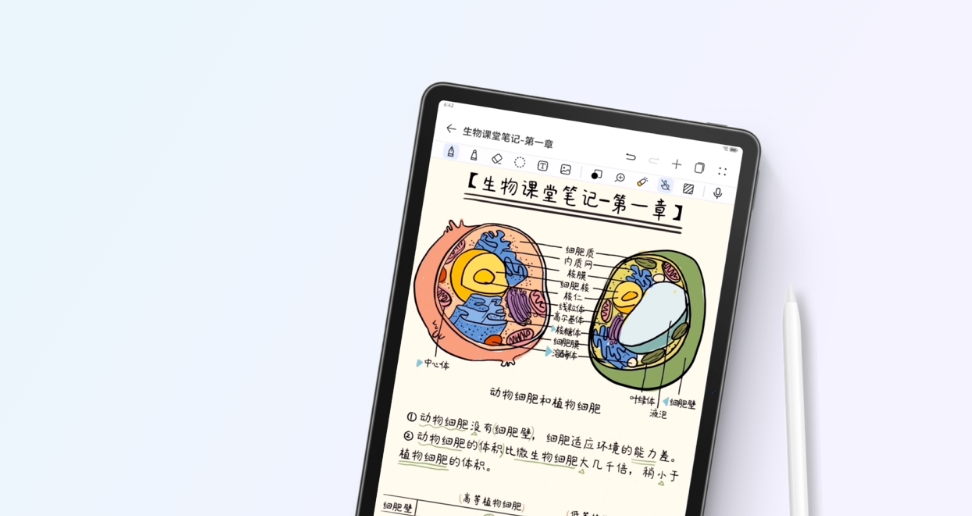 生物课堂笔记-第一章
【生物课堂笔记-第一章】
细胞质
内质网
核膜
细胞核
核仁
线粒体
高尔基体
核糖体
细胞膜
溶酶体
中心体
叶绿体
细胞壁
液泡
动物细胞和植物细胞
① 动物细胞没有(细胞壁),细胞适应环境的能力差。
② 动物细胞的(体积)比微生物细胞大几千倍,稍小于
植物细胞的体积。
(高等植物细胞)
细胞壁